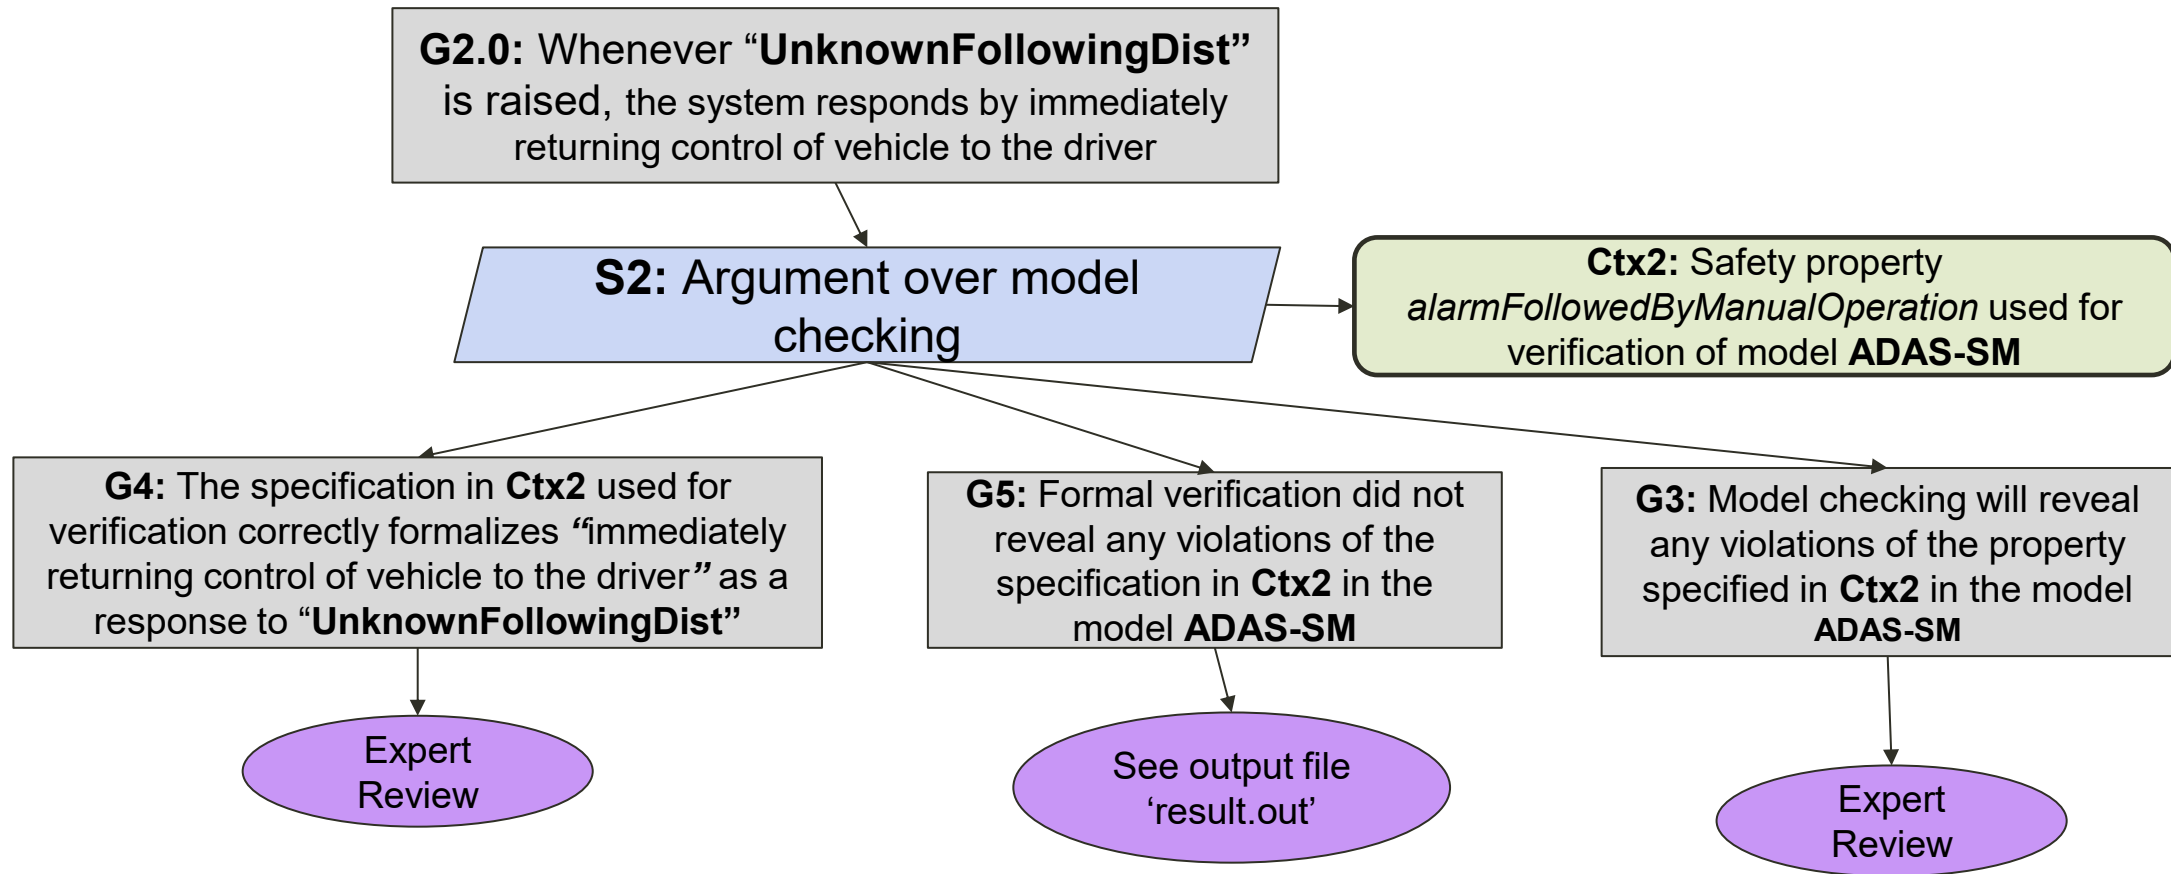 G2.0: Whenever “UnknownFollowingDist”
is raised, the system responds by immediately
returning control of vehicle to the driver
S2: Argument over model
checking
Ctx2: Safety property
alarmFollowedByManualOperation used for
verification of model ADAS-SM
G4: The specification in Ctx2 used for
verification correctly formalizes “immediately
returning control of vehicle to the driver” as a
response to “UnknownFollowingDist”
G5: Formal verification did not
reveal any violations of the
specification in Ctx2 in the
model ADAS-SM
G3: Model checking will reveal
any violations of the property
specified in Ctx2 in the model
ADAS-SM
Expert
Review
See output file
‘result.out’
Expert
Review